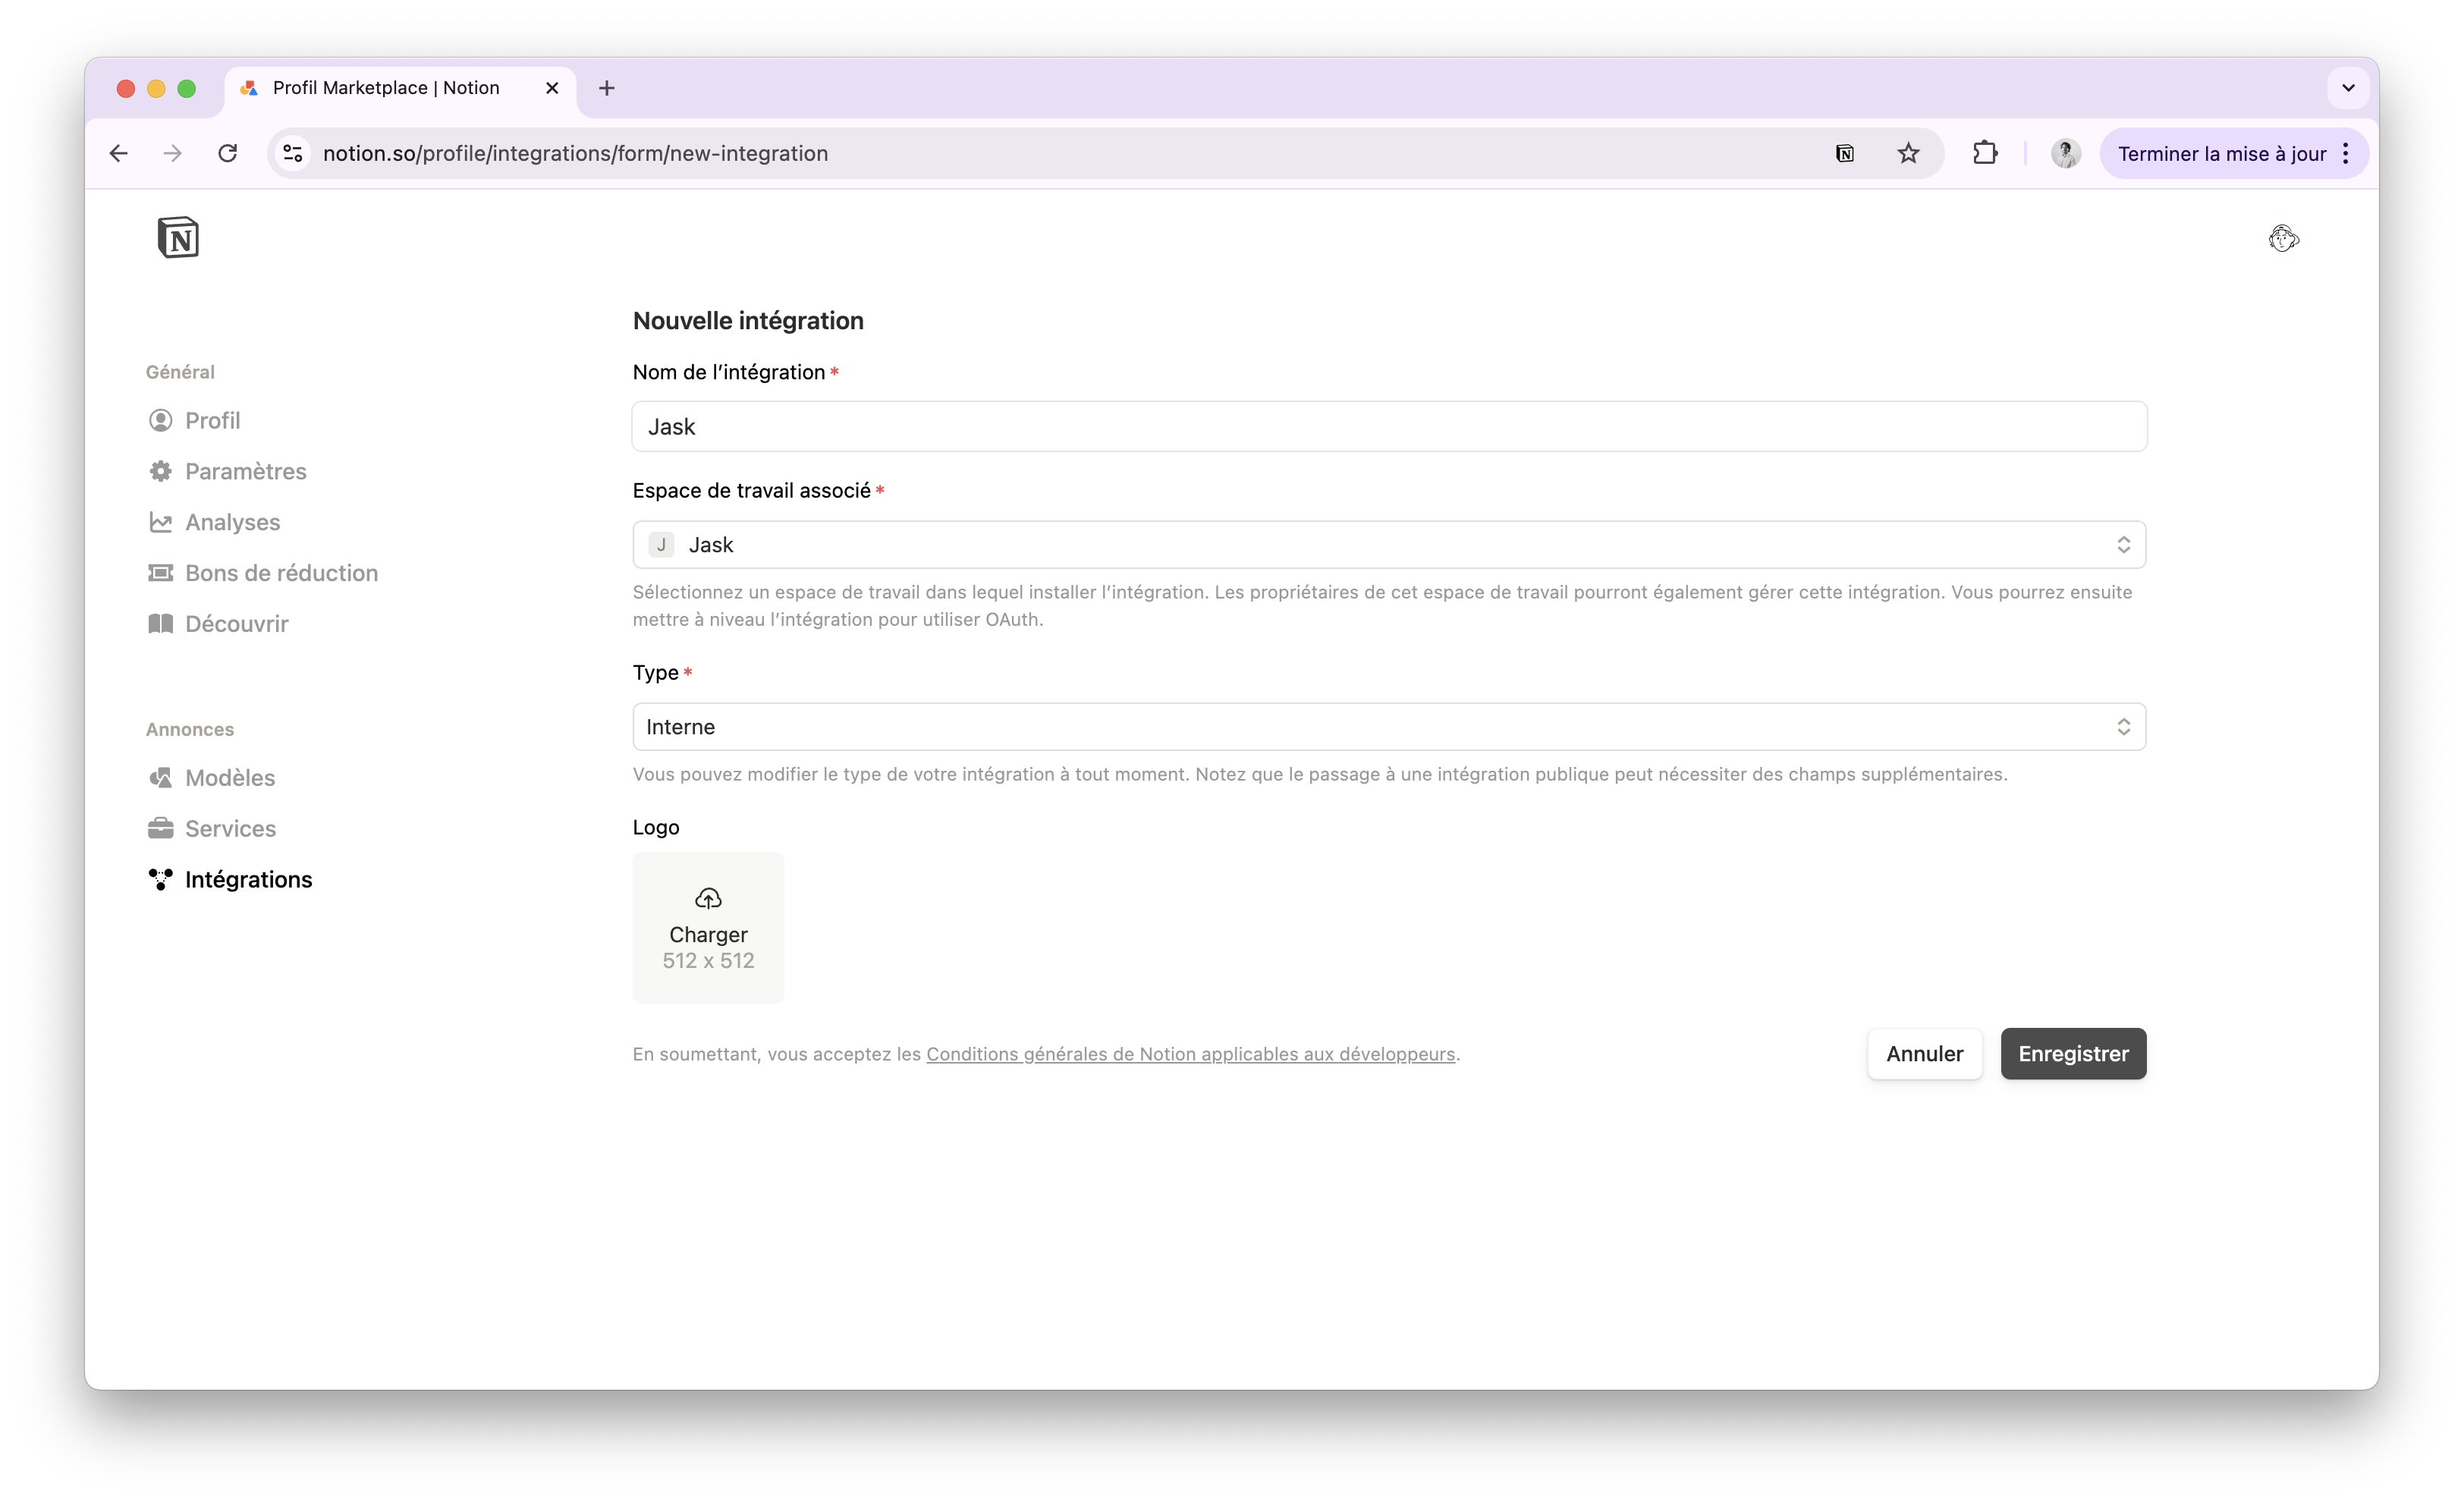 Profil Marketplace | Notion
notion.so/profile/integrations/form/new-integration
Terminer la mise à jour
Nouvelle intégration
Général
Nom de l’intégration *
Profil
Jask
Paramètres
Espace de travail associé *
Analyses
J Jask
Bons de réduction
Sélectionnez un espace de travail dans lequel installer l’intégration. Les propriétaires de cet espace de travail pourront également gérer cette intégration. Vous pourrez ensuite
mettre à niveau l’intégration pour utiliser OAuth.
Découvrir
Type *
Annonces
Interne
Modèles
Vous pouvez modifier le type de votre intégration à tout moment. Notez que le passage à une intégration publique peut nécessiter des champs supplémentaires.
Services
Logo
Intégrations
Charger
512 x 512
En soumettant, vous acceptez les Conditions générales de Notion applicables aux développeurs.
Annuler
Enregistrer